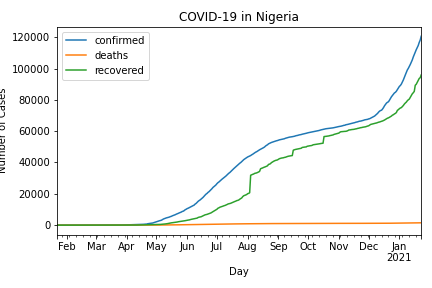 COVID-19 in Nigeria
confirmed
deaths
recovered
120000
100000
80000
60000
40000
20000
0
Number of Cases
Feb Mar Apr May Jun Jul Aug Sep Oct Nov Dec Jan
2021
Day